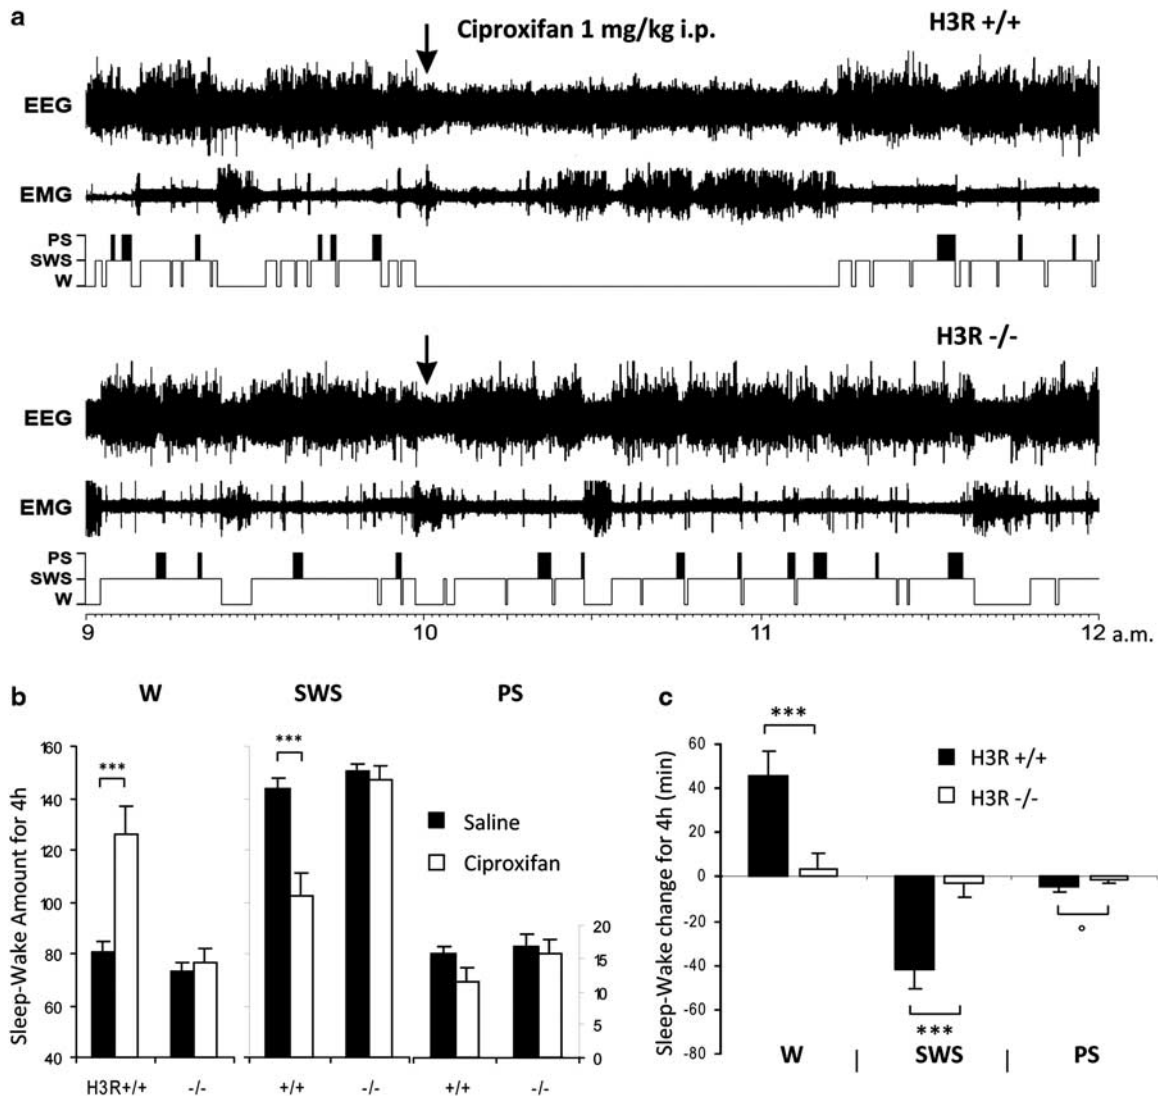 a
Ciproxifan 1 mg/kg i.p.
H3R +/+
EEG
EMG
PS
SWS
W
H3R -/-
EEG
EMG
PS
SWS
W
9 10 11 12 a.m.
b W SWS PS
Sleep-Wake Amount for 4h
160
140
120
100
80
60
40
***
***
Saline
Ciproxifan
20
15
10
5
0
H3R+/+ -/- +/+ -/- +/+ -/-
c
Sleep-Wake change for 4h (min)
60
40
20
0
-20
-40
-60
-80
***
H3R +/+
H3R -/-
***
°
W | SWS | PS